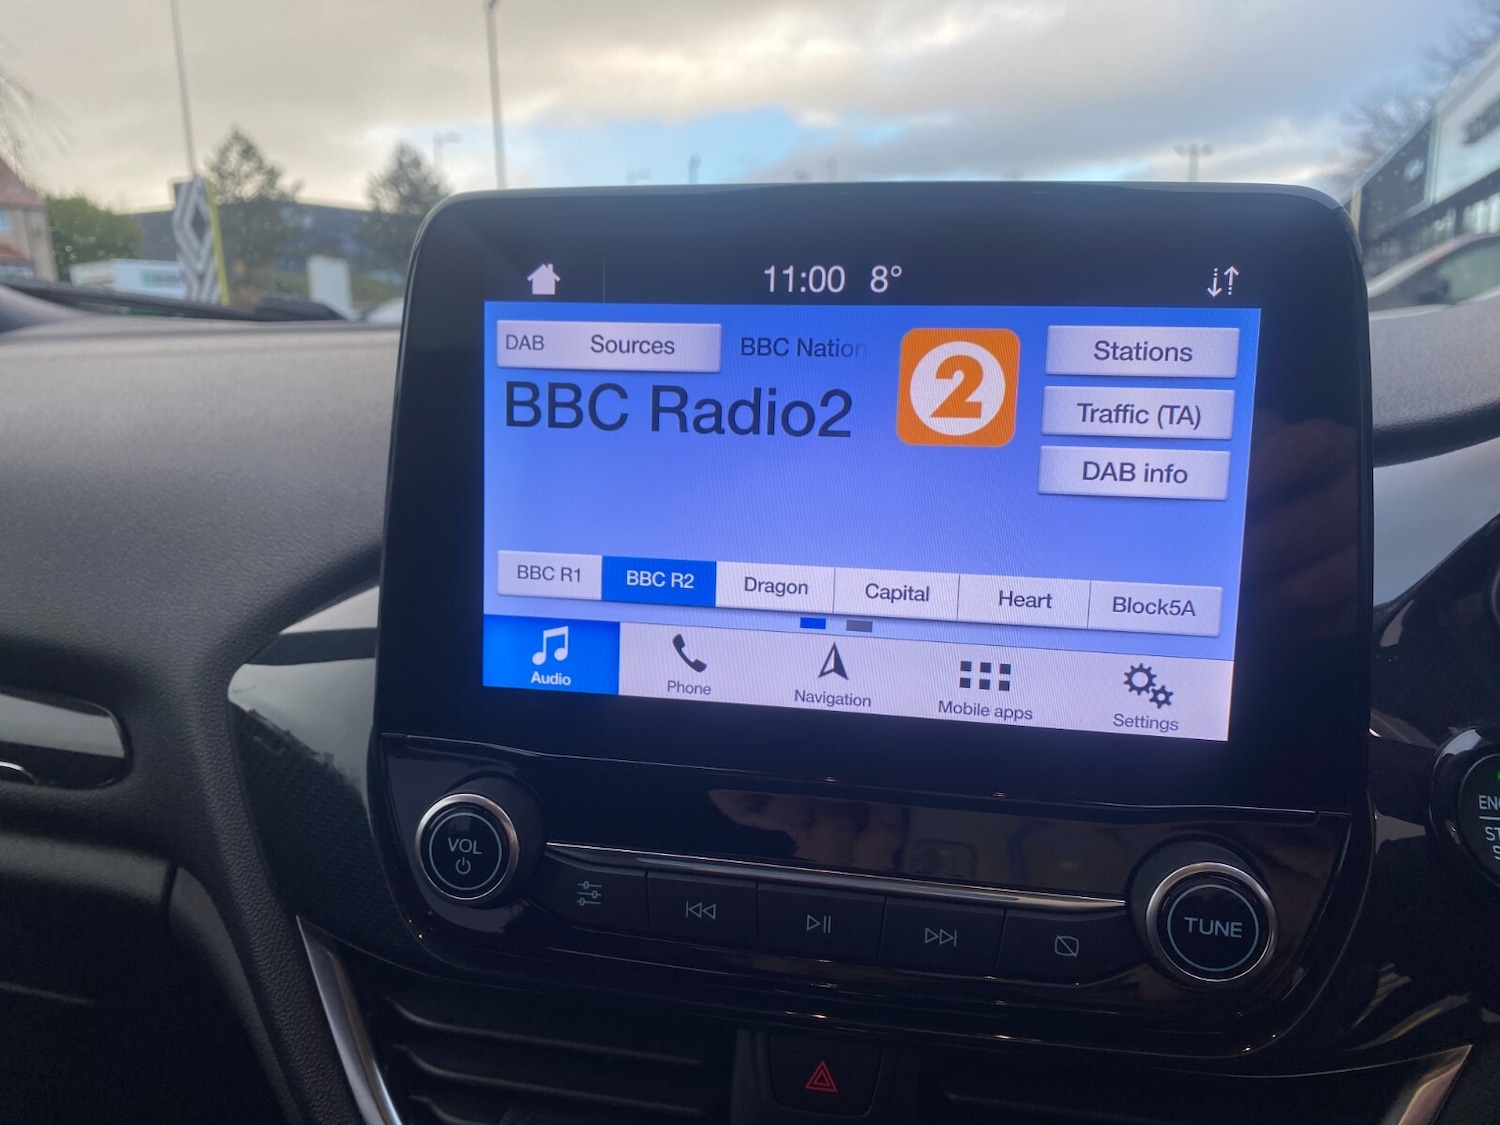 11:00 8°
DAB Sources
BBC Nation
2
Stations
BBC Radio2
Traffic (TA)
DAB info
BBC R1
BBC R2
Dragon
Capital
Heart
Block5A
Audio
Phone
Navigation
Mobile apps
Settings
VOL
TUNE